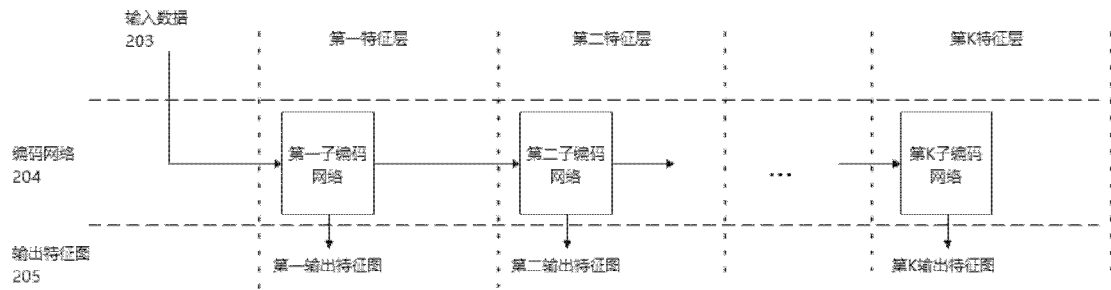 输入数据
203
第一特征层
第二特征层
第K特征层
编码网络
204
第一子编码
网络
第二子编码
网络
...
第K子编码
网络
输出特征图
205
第一输出特征图
第二输出特征图
第K输出特征图